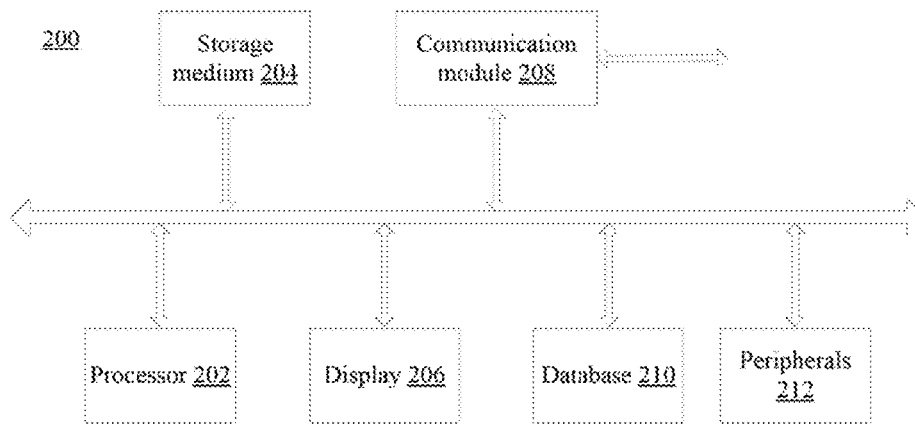 200
Storage
medium 204
Communication
module 208
Processor 202
Display 206
Database 210
Peripherals
212